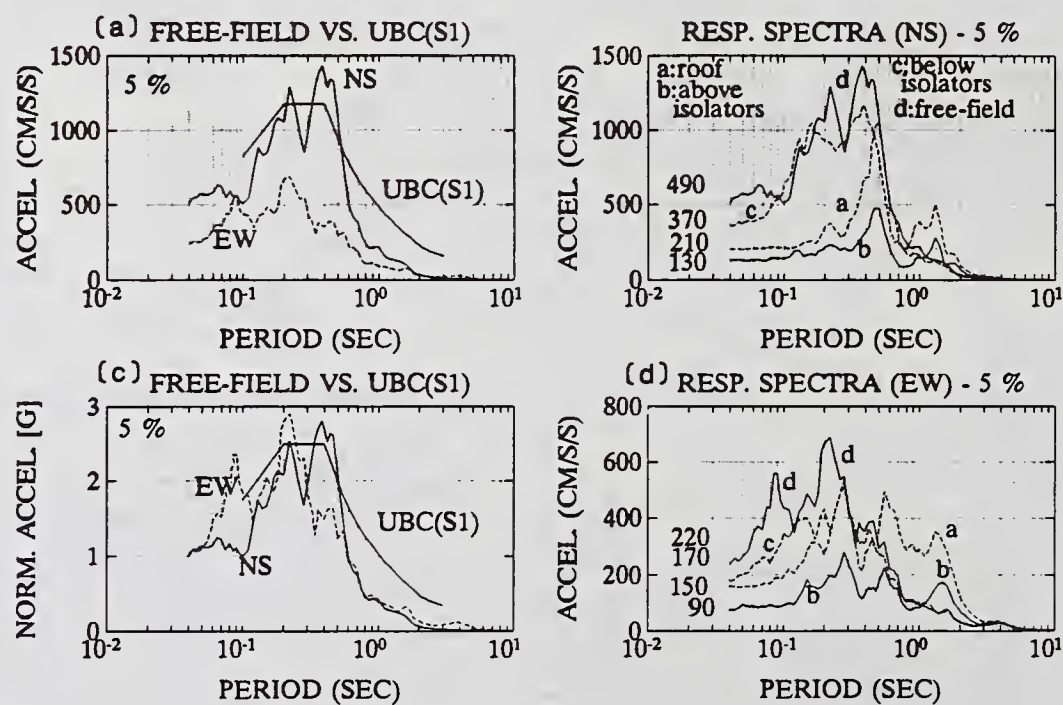 (a) FREE-FIELD VS. UBC(S1)
1500
1000
500
0
ACCEL. (CM/S/S)
5 %
NS
UBC(S1)
EW
10-2
10-1
100
101
PERIOD (SEC)
RESP. SPECTRA (NS) - 5 %
1500
1000
500
0
ACCEL. (CM/S/S)
a:roof
b:above
isolators
c:below
isolators
d:free-field
d
490
370
210
130
c
a
b
10-2
10-1
100
101
PERIOD (SEC)
(c) FREE-FIELD VS. UBC(S1)
3
2
1
0
NORM. ACCEL. [G]
5 %
EW
UBC(S1)
NS
10-2
10-1
100
101
PERIOD (SEC)
(d) RESP. SPECTRA (EW) - 5 %
800
600
400
200
0
ACCEL. (CM/S/S)
d
d
220
170
150
90
c
a
b
b
10-2
10-1
100
101
PERIOD (SEC)